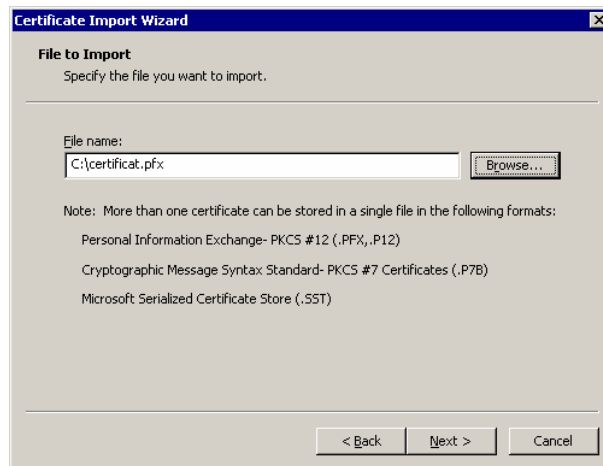 Certificate Import Wizard
File to Import
Specify the file you want to import.
File name:
C:\certificat.pfx
Browse...
Note: More than one certificate can be stored in a single file in the following formats:
Personal Information Exchange- PKCS #12 (.PFX,.P12)
Cryptographic Message Syntax Standard- PKCS #7 Certificates (.P7B)
Microsoft Serialized Certificate Store (.SST)
< Back
Next >
Cancel